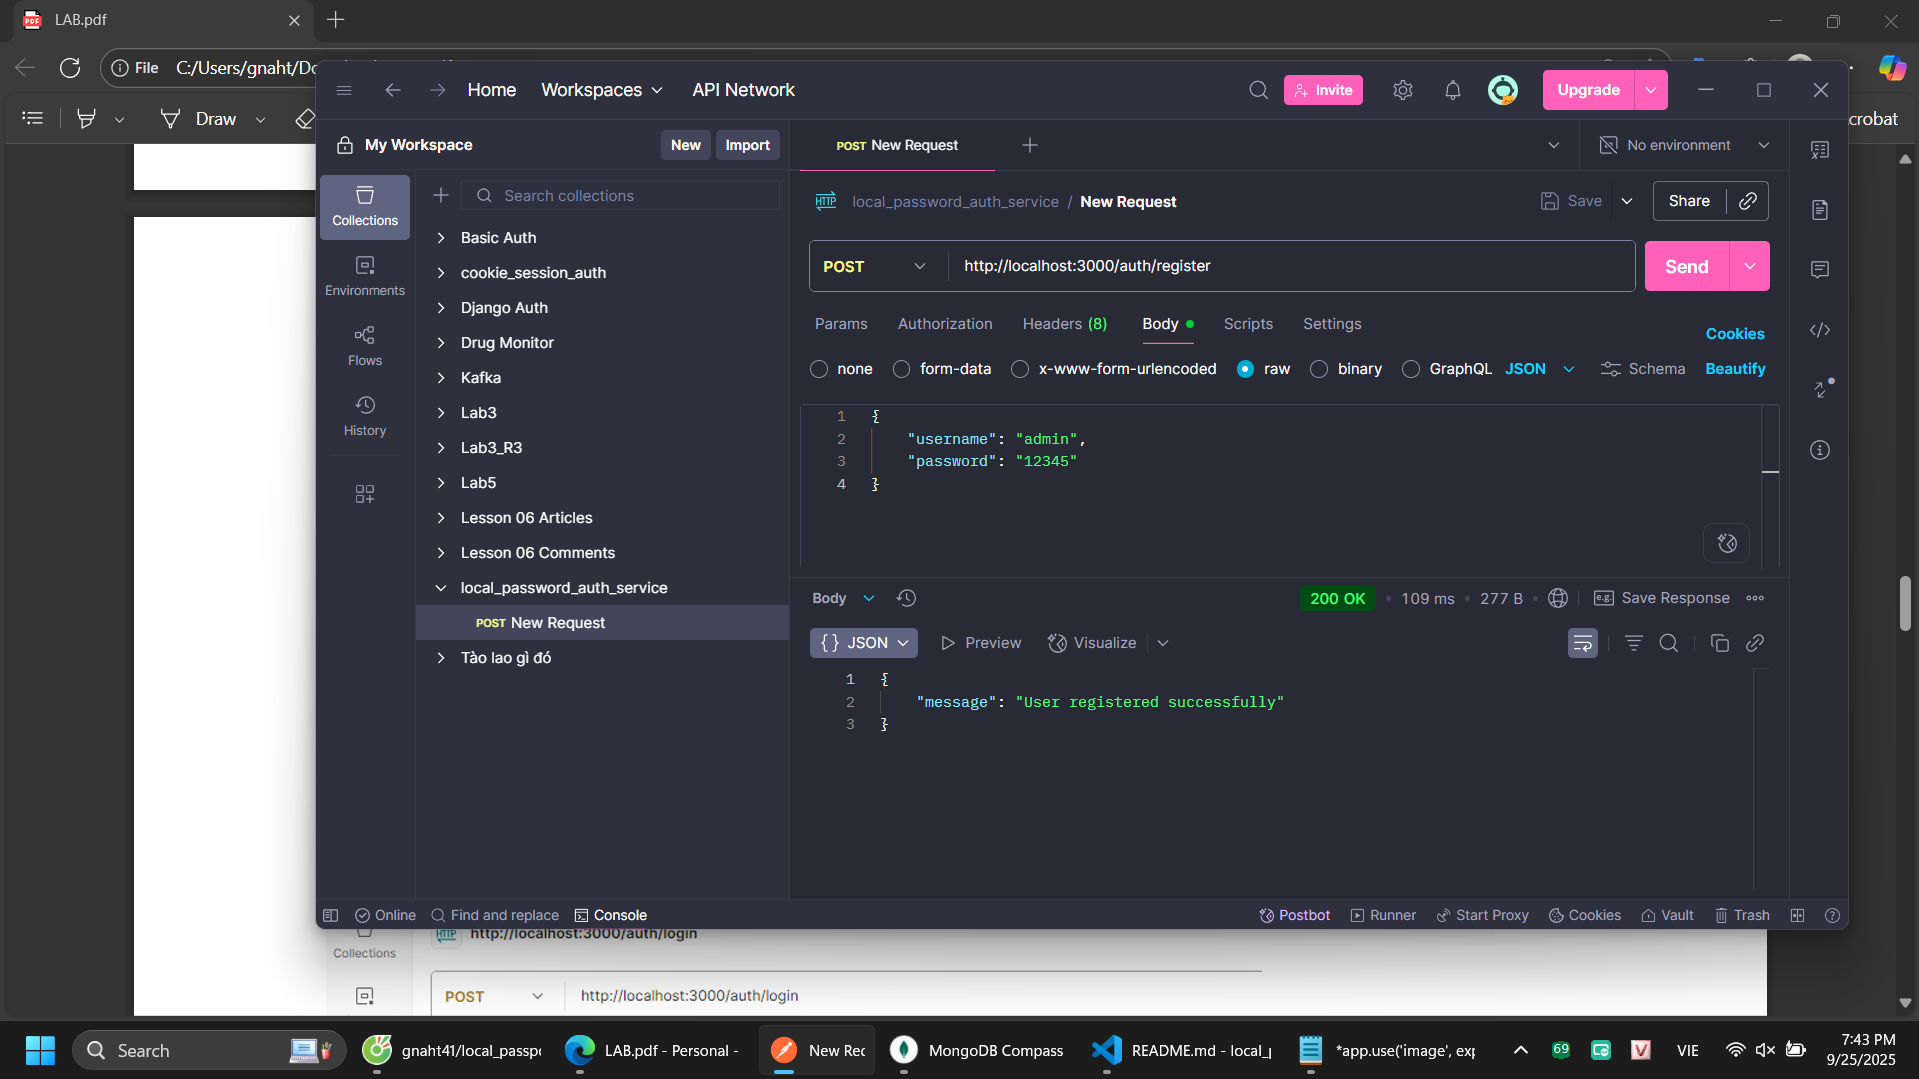 LAB.pdf
File
C:/Users/gnaht/Do
Draw
crobat
Home
Workspaces
API Network
Invite
Upgrade
My Workspace
New
Import
POST New Request
No environment
Collections
Environments
Flows
History
Search collections
Basic Auth
cookie_session_auth
Django Auth
Drug Monitor
Kafka
Lab3
Lab3_R3
Lab5
Lesson 06 Articles
Lesson 06 Comments
local_password_auth_service
POST New Request
Tào lao gì đó
HTTP local_password_auth_service / New Request
Save
Share
POST
http://localhost:3000/auth/register
Send
Params
Authorization
Headers (8)
Body
Scripts
Settings
Cookies
none
form-data
x-www-form-urlencoded
raw
binary
GraphQL
JSON
Schema
Beautify
1 {
2 "username": "admin",
3 "password": "12345"
4 }
Body
200 OK
109 ms
277 B
e.g. Save Response
{} JSON
Preview
Visualize
1 {
2 "message": "User registered successfully"
3 }
Online
Find and replace
Console
Postbot
Runner
Start Proxy
Cookies
Vault
Trash
HTTP http://localhost:3000/auth/login
Collections
POST
http://localhost:3000/auth/login
Search
gnaht41/local_passpo
LAB.pdf - Personal -
New Rec
MongoDB Compass
README.md - local_p
*app.use('image', exp
69
VIE
7:43 PM
9/25/2025